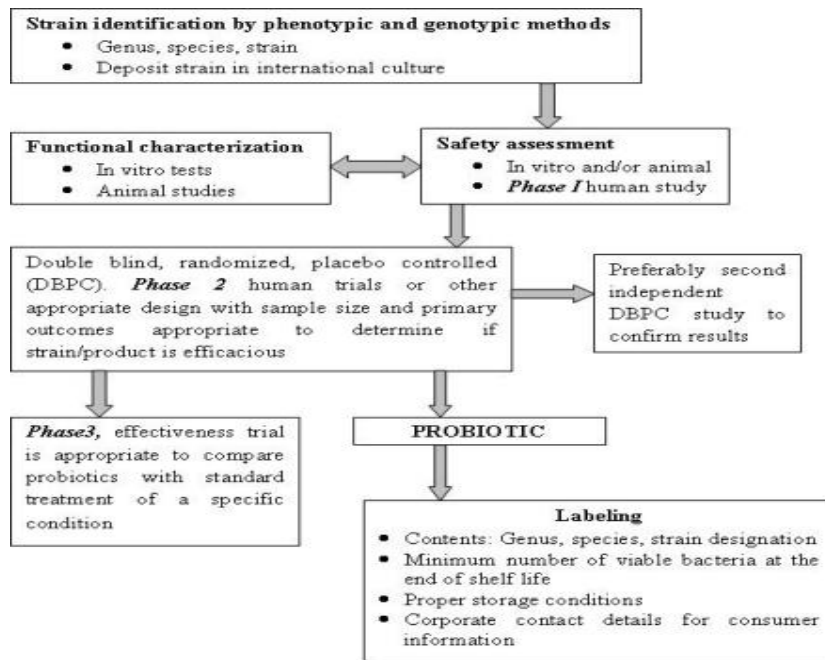 Strain identification by phenotypic and genotypic methods
• Genus, species, strain
• Deposit strain in international culture
Functional characterization
• In vitro tests
• Animal studies
Safety assessment
• In vitro and/or animal
• Phase I human study
Double blind, randomized, placebo controlled
(DBPC). Phase 2 human trials or other
appropriate design with sample size and primary
outcomes appropriate to determine if
strain/product is efficacious
Preferably second
independent
DBPC study to
confirm results
Phase3, effectiveness trial
is appropriate to compare
probiotics with standard
treatment of a specific
condition
PROBIOTIC
Labeling
• Contents: Genus, species, strain designation
• Minimum number of viable bacteria at the
end of shelf life
• Proper storage conditions
• Corporate contact details for consumer
information